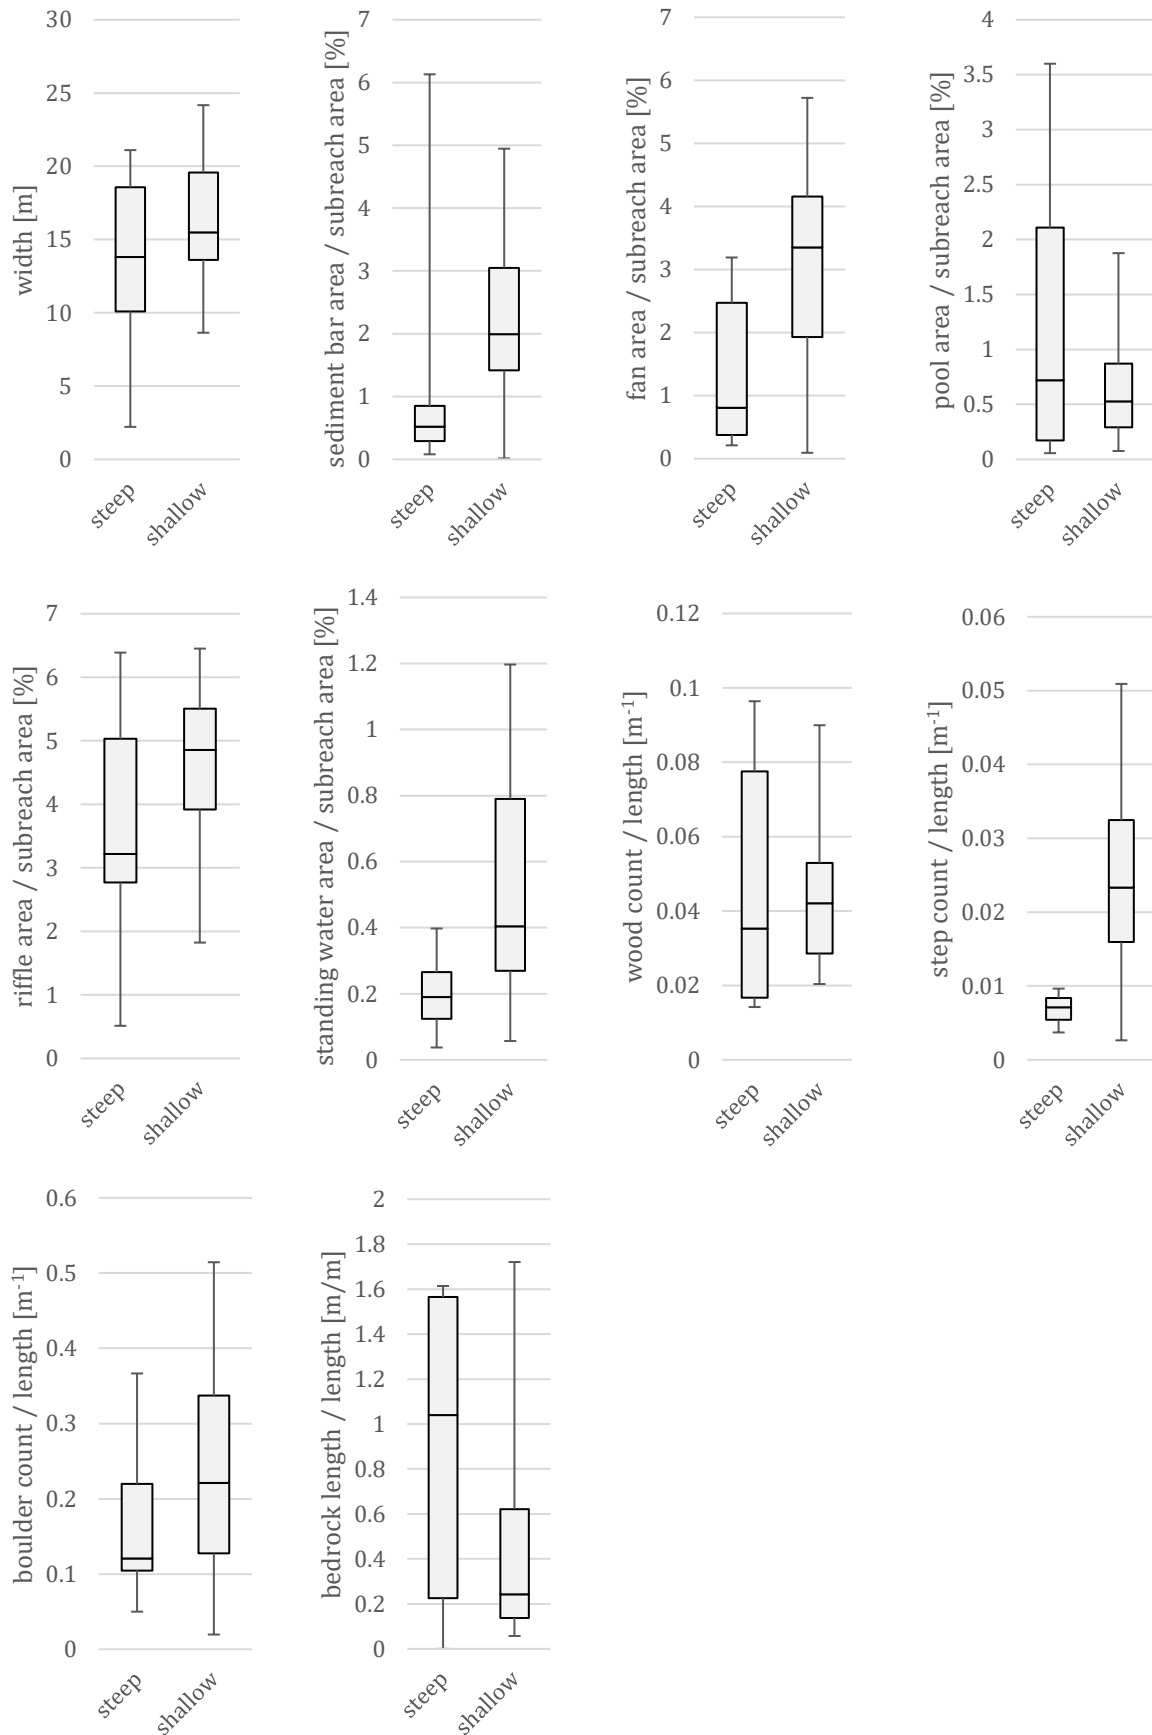 width [m]
30
25
20
15
10
5
0
steep
shallow
sediment bar area / subreach area [%]
7
6
5
4
3
2
1
0
steep
shallow
fan area / subreach area [%]
7
6
5
4
3
2
1
0
steep
shallow
pool area / subreach area [%]
4
3.5
3
2.5
2
1.5
1
0.5
0
steep
shallow
riffle area / subreach area [%]
7
6
5
4
3
2
1
0
steep
shallow
standing water area / subreach area [%]
1.4
1.2
1
0.8
0.6
0.4
0.2
0
steep
shallow
wood count / length [m⁻¹]
0.12
0.1
0.08
0.06
0.04
0.02
0
steep
shallow
step count / length [m⁻¹]
0.06
0.05
0.04
0.03
0.02
0.01
0
steep
shallow
boulder count / length [m⁻¹]
0.6
0.5
0.4
0.3
0.2
0.1
0
steep
shallow
bedrock length / length [m/m]
2
1.8
1.6
1.4
1.2
1
0.8
0.6
0.4
0.2
0
steep
shallow